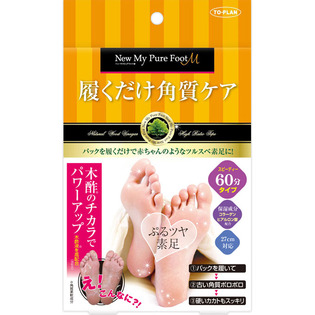 TO-PLAN
New My Pure Foot M
履くだけ角質ケア
Natural Wood Vinegar
High Baby Type
パックを履くだけで赤ちゃんのようなツルスベ素足に!
木酢のチカラで
パワーアップ
スピーディー
60分
タイプ
保湿成分
コラーゲン
ヒアルロン酸
27cm
対応
ぷるツヤ
素足
え!こんなに?!
①パックを履いて
②古い角質ボロボロ
③硬いカカトもスッキリ